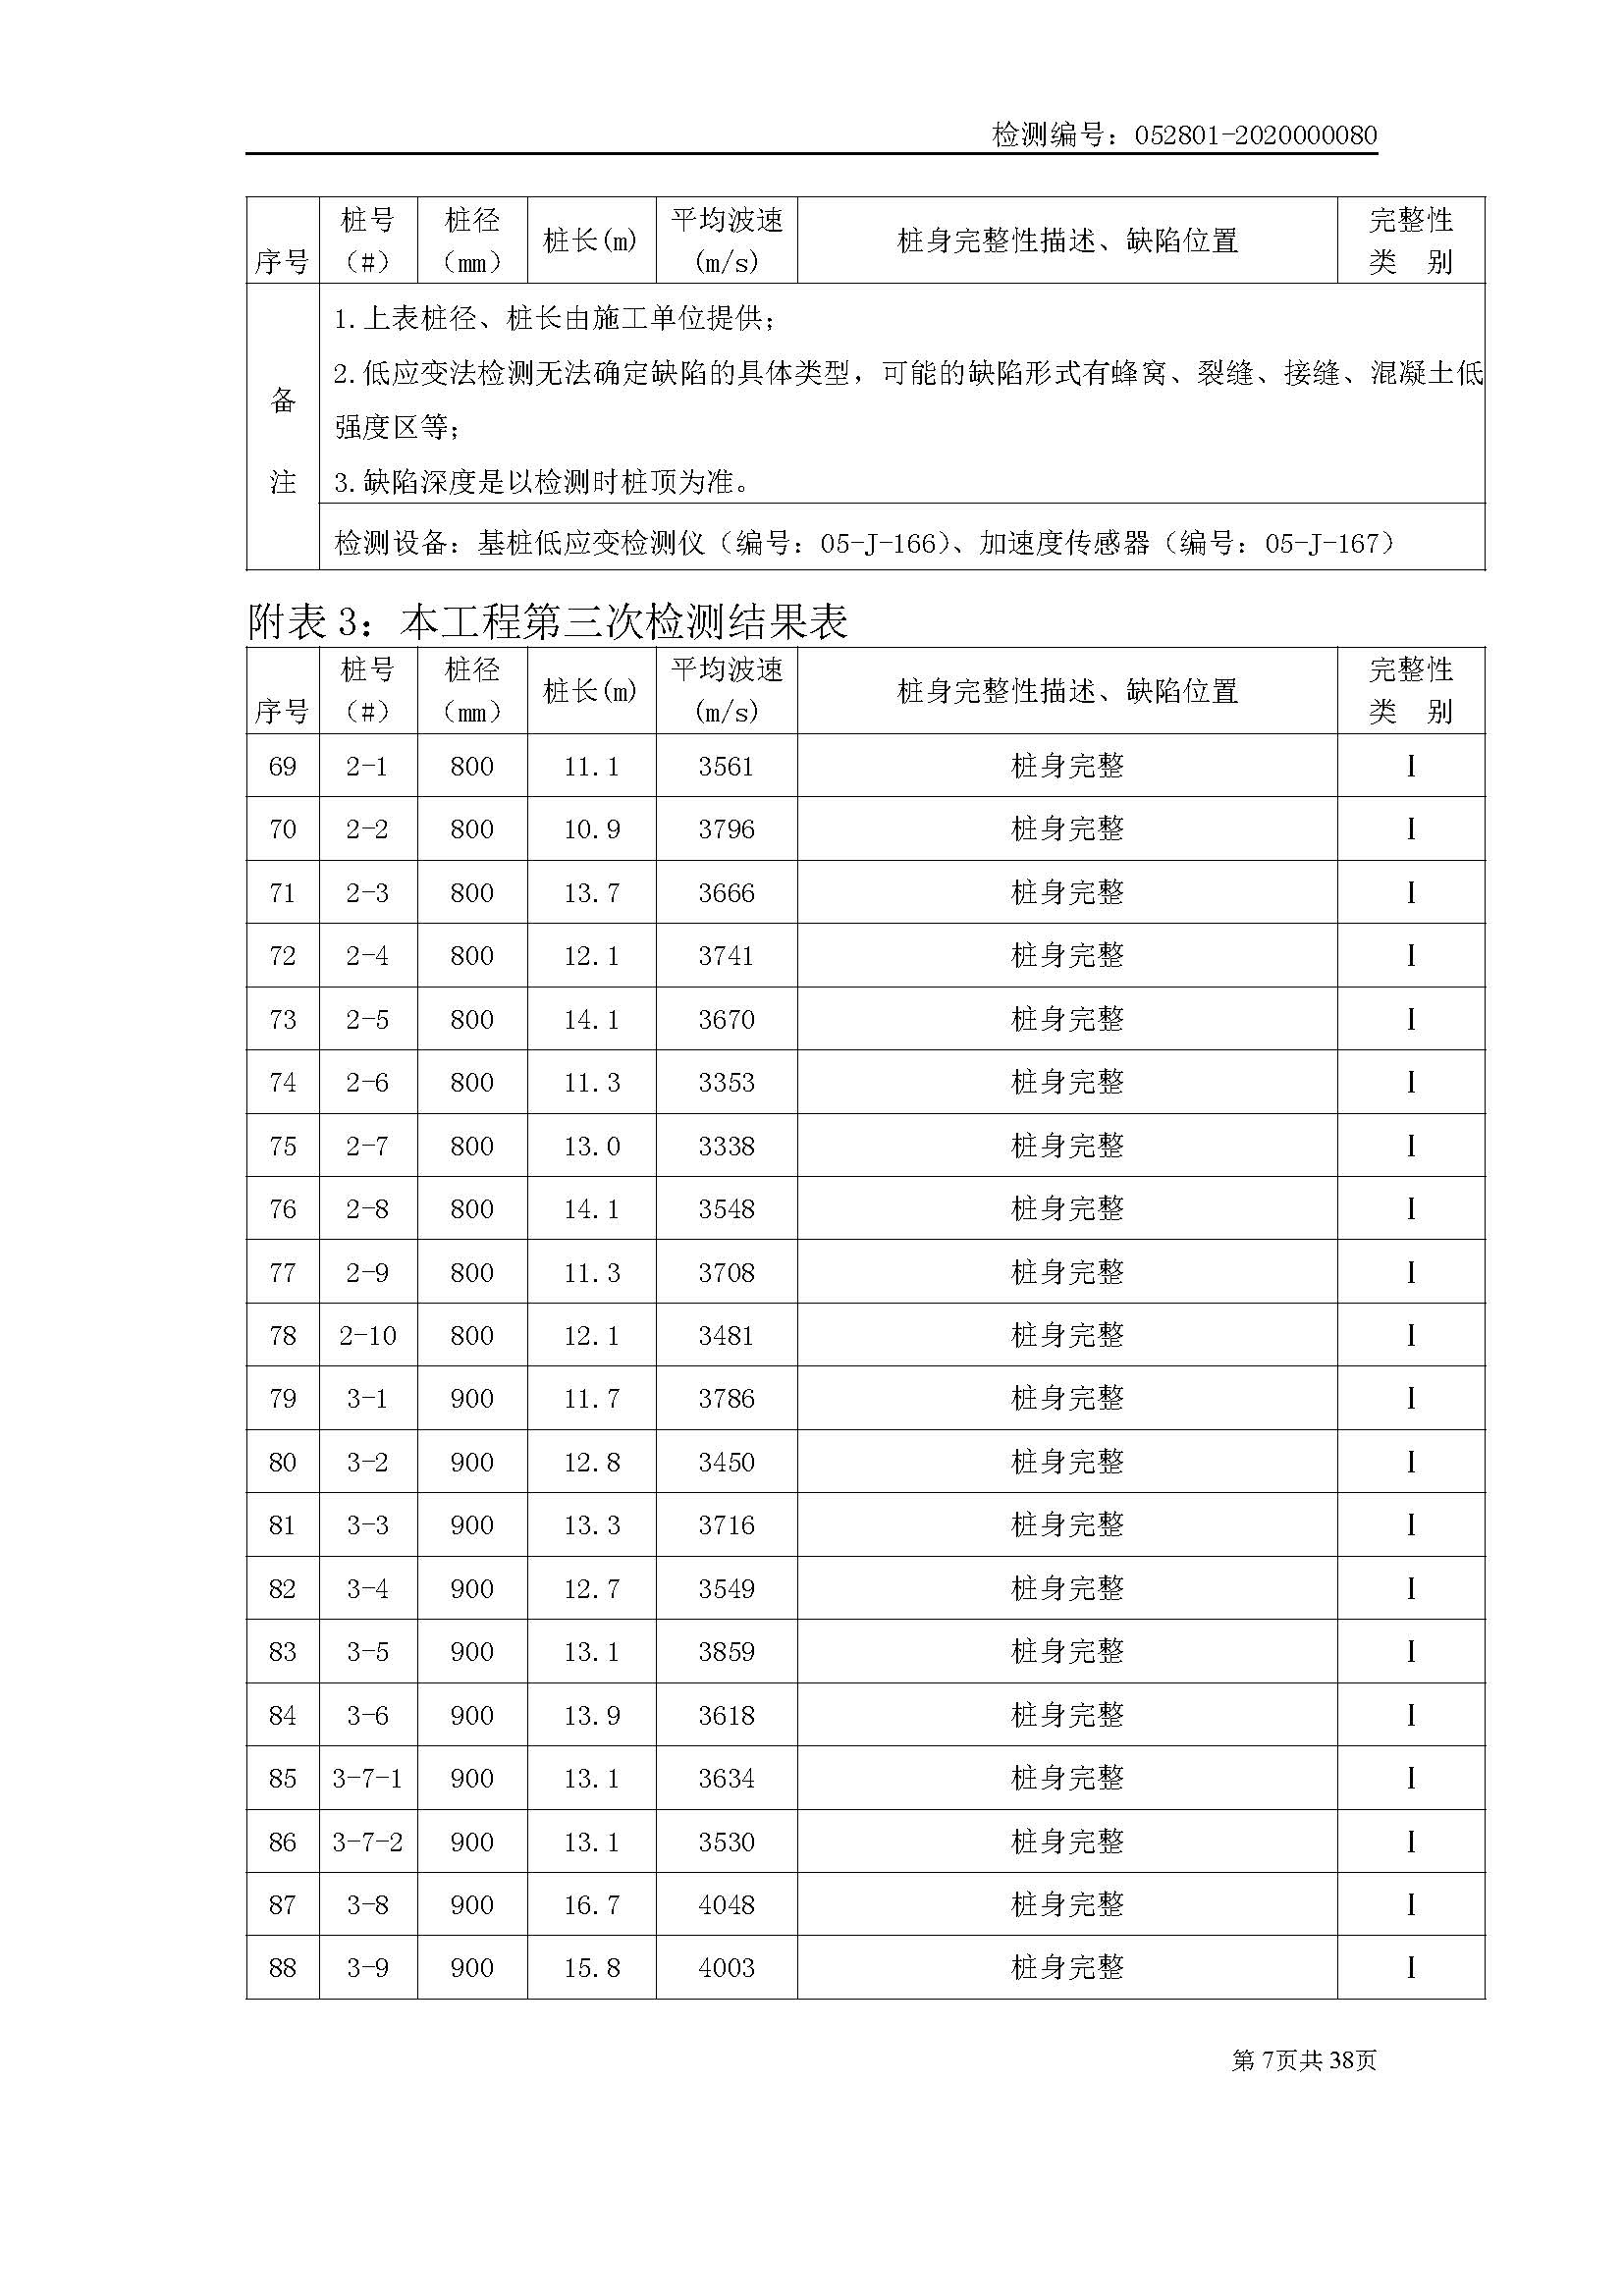 检测编号：052801-2020000080
序号 桩号（#） 桩径（mm） 桩长(m) 平均波速(m/s) 桩身完整性描述、缺陷位置 完整性类 别
备注
1.上表桩径、桩长由施工单位提供；
2.低应变法检测无法确定缺陷的具体类型，可能的缺陷形式有蜂窝、裂缝、接缝、混凝土低
强度区等；
3.缺陷深度是以检测时桩顶为准。
检测设备：基桩低应变检测仪（编号：05-J-166）、加速度传感器（编号：05-J-167）
附表 3：本工程第三次检测结果表
序号 桩号（#） 桩径（mm） 桩长(m) 平均波速(m/s) 桩身完整性描述、缺陷位置 完整性类 别
69 2-1 800 11.1 3561 桩身完整 I
70 2-2 800 10.9 3796 桩身完整 I
71 2-3 800 13.7 3666 桩身完整 I
72 2-4 800 12.1 3741 桩身完整 I
73 2-5 800 14.1 3670 桩身完整 I
74 2-6 800 11.3 3353 桩身完整 I
75 2-7 800 13.0 3338 桩身完整 I
76 2-8 800 14.1 3548 桩身完整 I
77 2-9 800 11.3 3708 桩身完整 I
78 2-10 800 12.1 3481 桩身完整 I
79 3-1 900 11.7 3786 桩身完整 I
80 3-2 900 12.8 3450 桩身完整 I
81 3-3 900 13.3 3716 桩身完整 I
82 3-4 900 12.7 3549 桩身完整 I
83 3-5 900 13.1 3859 桩身完整 I
84 3-6 900 13.9 3618 桩身完整 I
85 3-7-1 900 13.1 3634 桩身完整 I
86 3-7-2 900 13.1 3530 桩身完整 I
87 3-8 900 16.7 4048 桩身完整 I
88 3-9 900 15.8 4003 桩身完整 I
第 7页共 38页